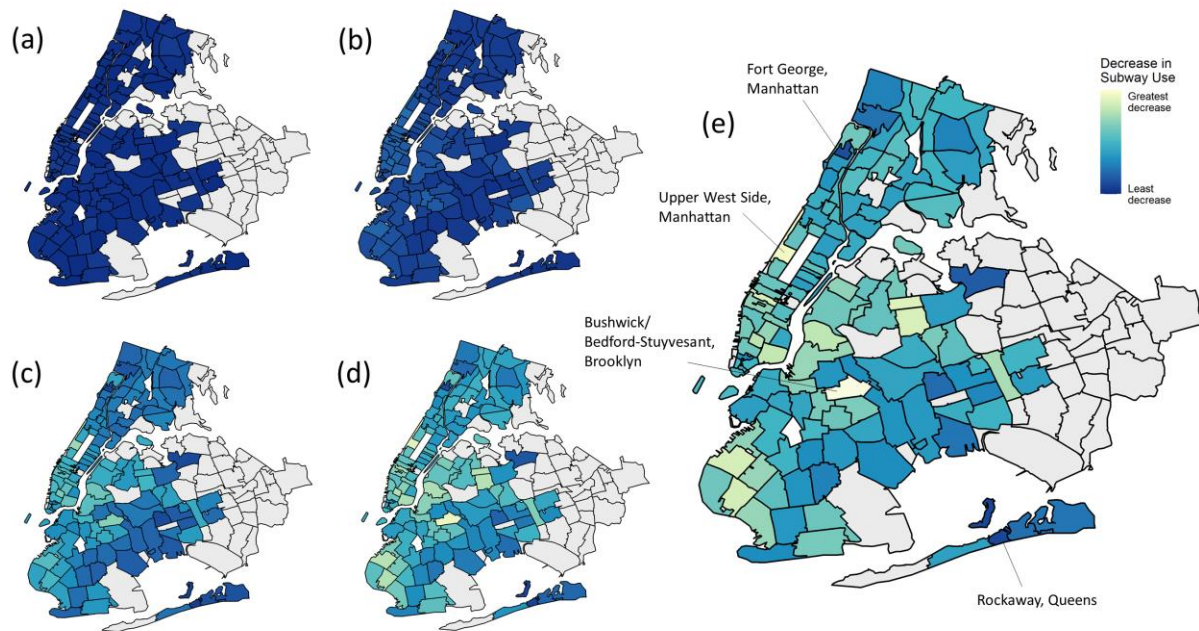 (a)
(b)
(c)
(d)
(e)
Fort George,
Manhattan
Upper West Side,
Manhattan
Bushwick/
Bedford-Stuyvesant,
Brooklyn
Rockaway, Queens
Decrease in
Subway Use
Greatest
decrease
Least
decrease